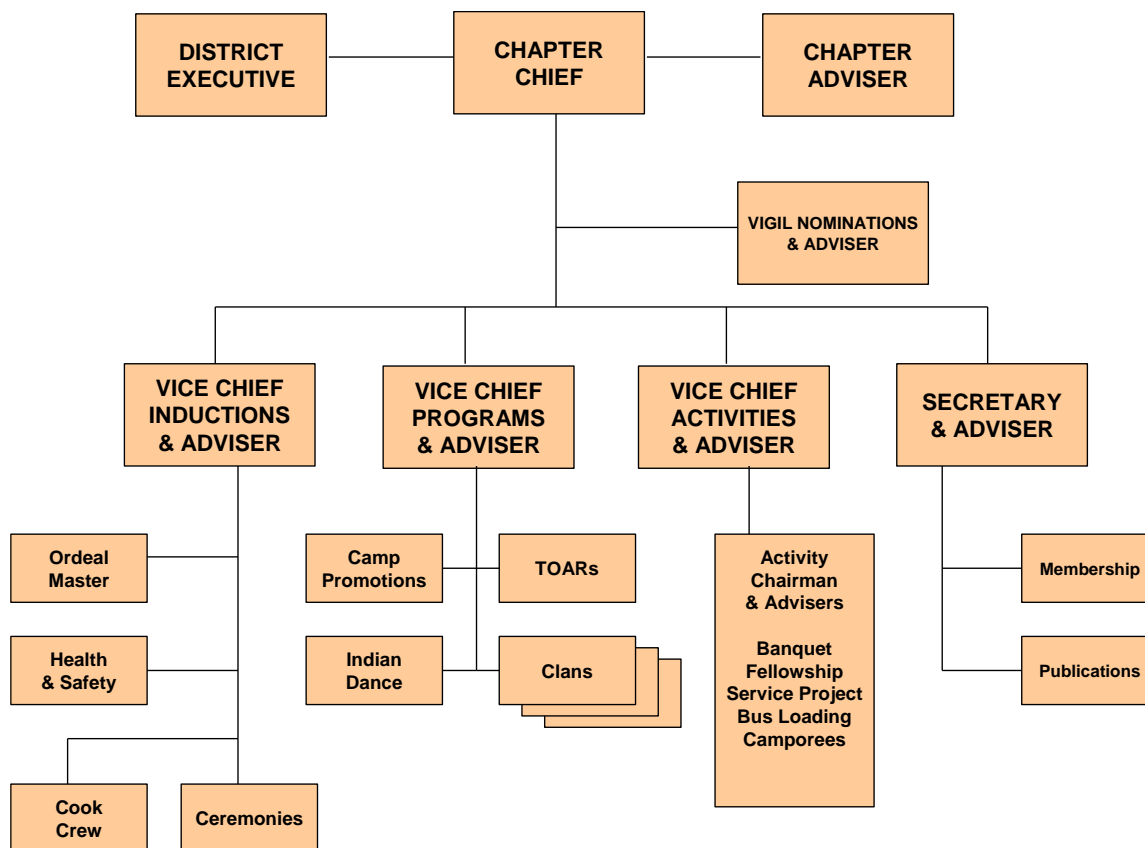 DISTRICT
EXECUTIVE
CHAPTER
CHIEF
CHAPTER
ADVISER
VIGIL NOMINATIONS
& ADVISER
VICE CHIEF
INDUCTIONS
& ADVISER
VICE CHIEF
PROGRAMS
& ADVISER
VICE CHIEF
ACTIVITIES
& ADVISER
SECRETARY
& ADVISER
Ordeal
Master
Health
& Safety
Cook
Crew
Ceremonies
Camp
Promotions
TOARs
Indian
Dance
Clans
Activity
Chairman
& Advisers
Banquet
Fellowship
Service Project
Bus Loading
Camporees
Membership
Publications